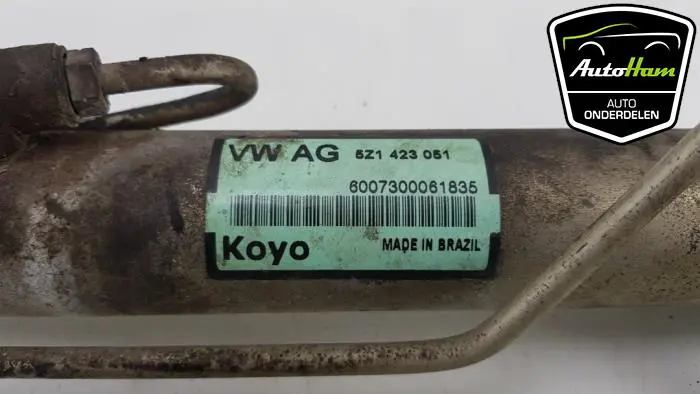 VW AG 5Z1 423 051
6007300061835
Koyo MADE IN BRAZIL
AutoHam
AUTO
ONDERDELEN